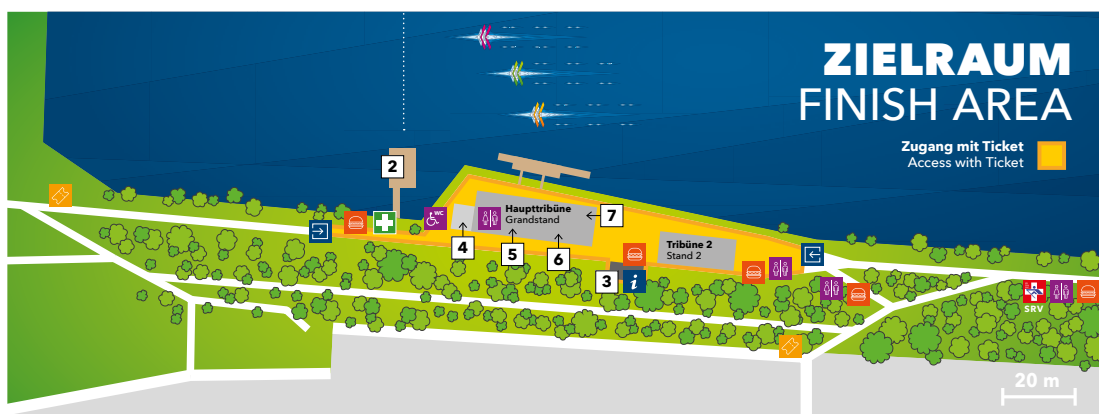 ZIELRAUM
FINISH AREA
Zugang mit Ticket
Access with Ticket
2
WC
Haupttribüne
Grandstand
7
4
5
6
Tribüne 2
Stand 2
3
i
SRV
20 m